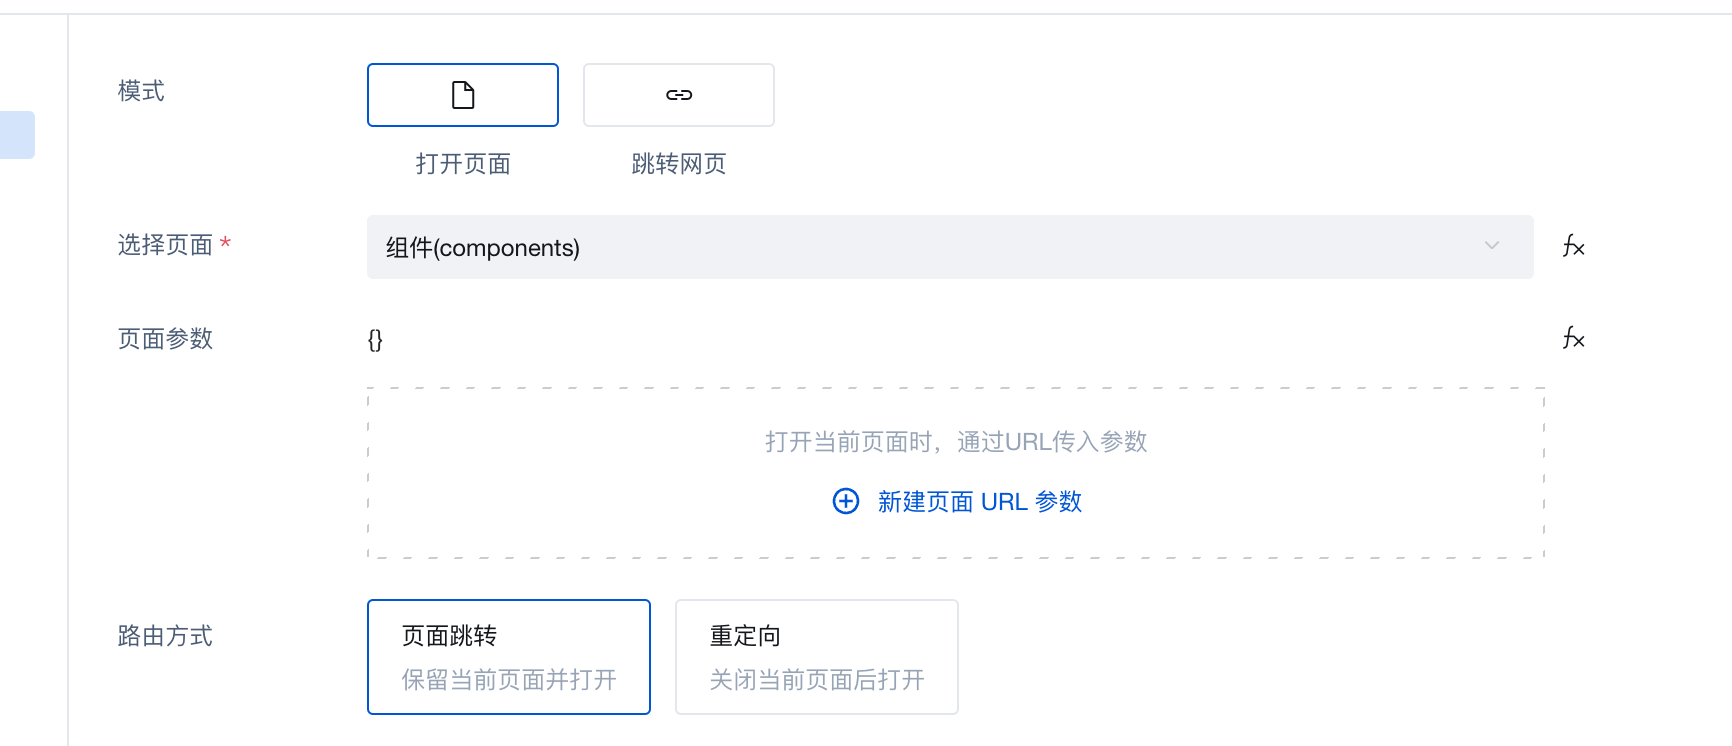 模式
打开页面
跳转网页
选择页面 *
组件(components)
fx
页面参数
{}
fx
打开当前页面时，通过URL传入参数
新建页面 URL 参数
路由方式
页面跳转
保留当前页面并打开
重定向
关闭当前页面后打开